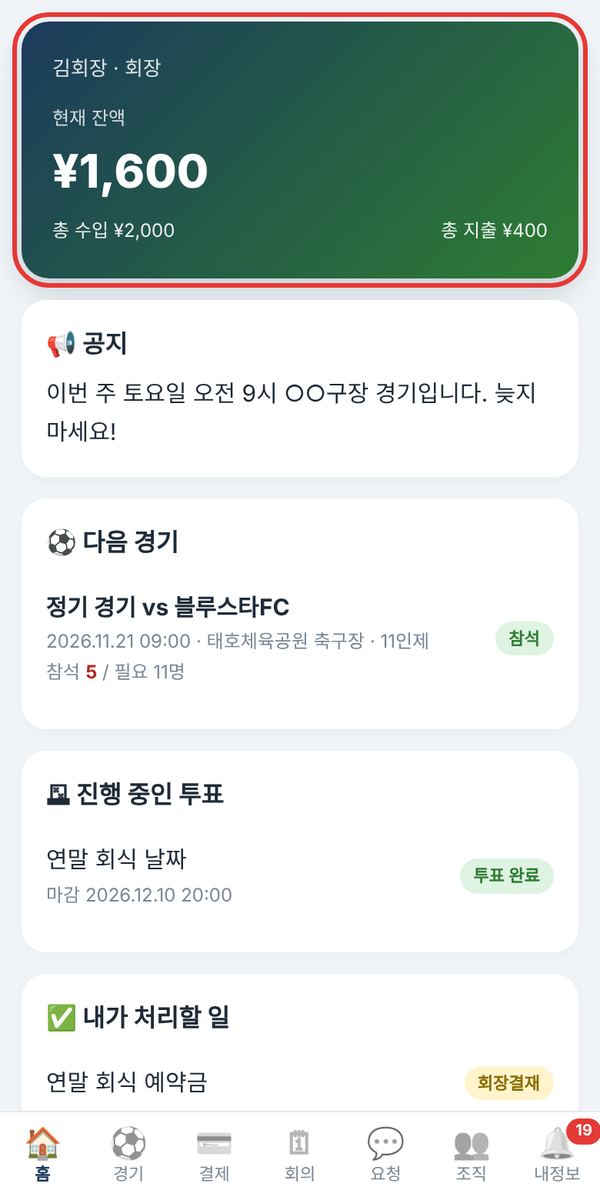 김회장 · 회장
현재 잔액
¥1,600
총 수입 ¥2,000 총 지출 ¥400
📢 공지
이번 주 토요일 오전 9시 ○○구장 경기입니다. 늦지
마세요!
⚽ 다음 경기
정기 경기 vs 블루스타FC
2026.11.21 09:00 · 태호체육공원 축구장 · 11인제
참석
참석 5 / 필요 11명
🗳 진행 중인 투표
연말 회식 날짜
투표 완료
마감 2026.12.10 20:00
✅ 내가 처리할 일
연말 회식 예약금 회장결재
19
홈 경기 결제 회의 요청 조직 내정보